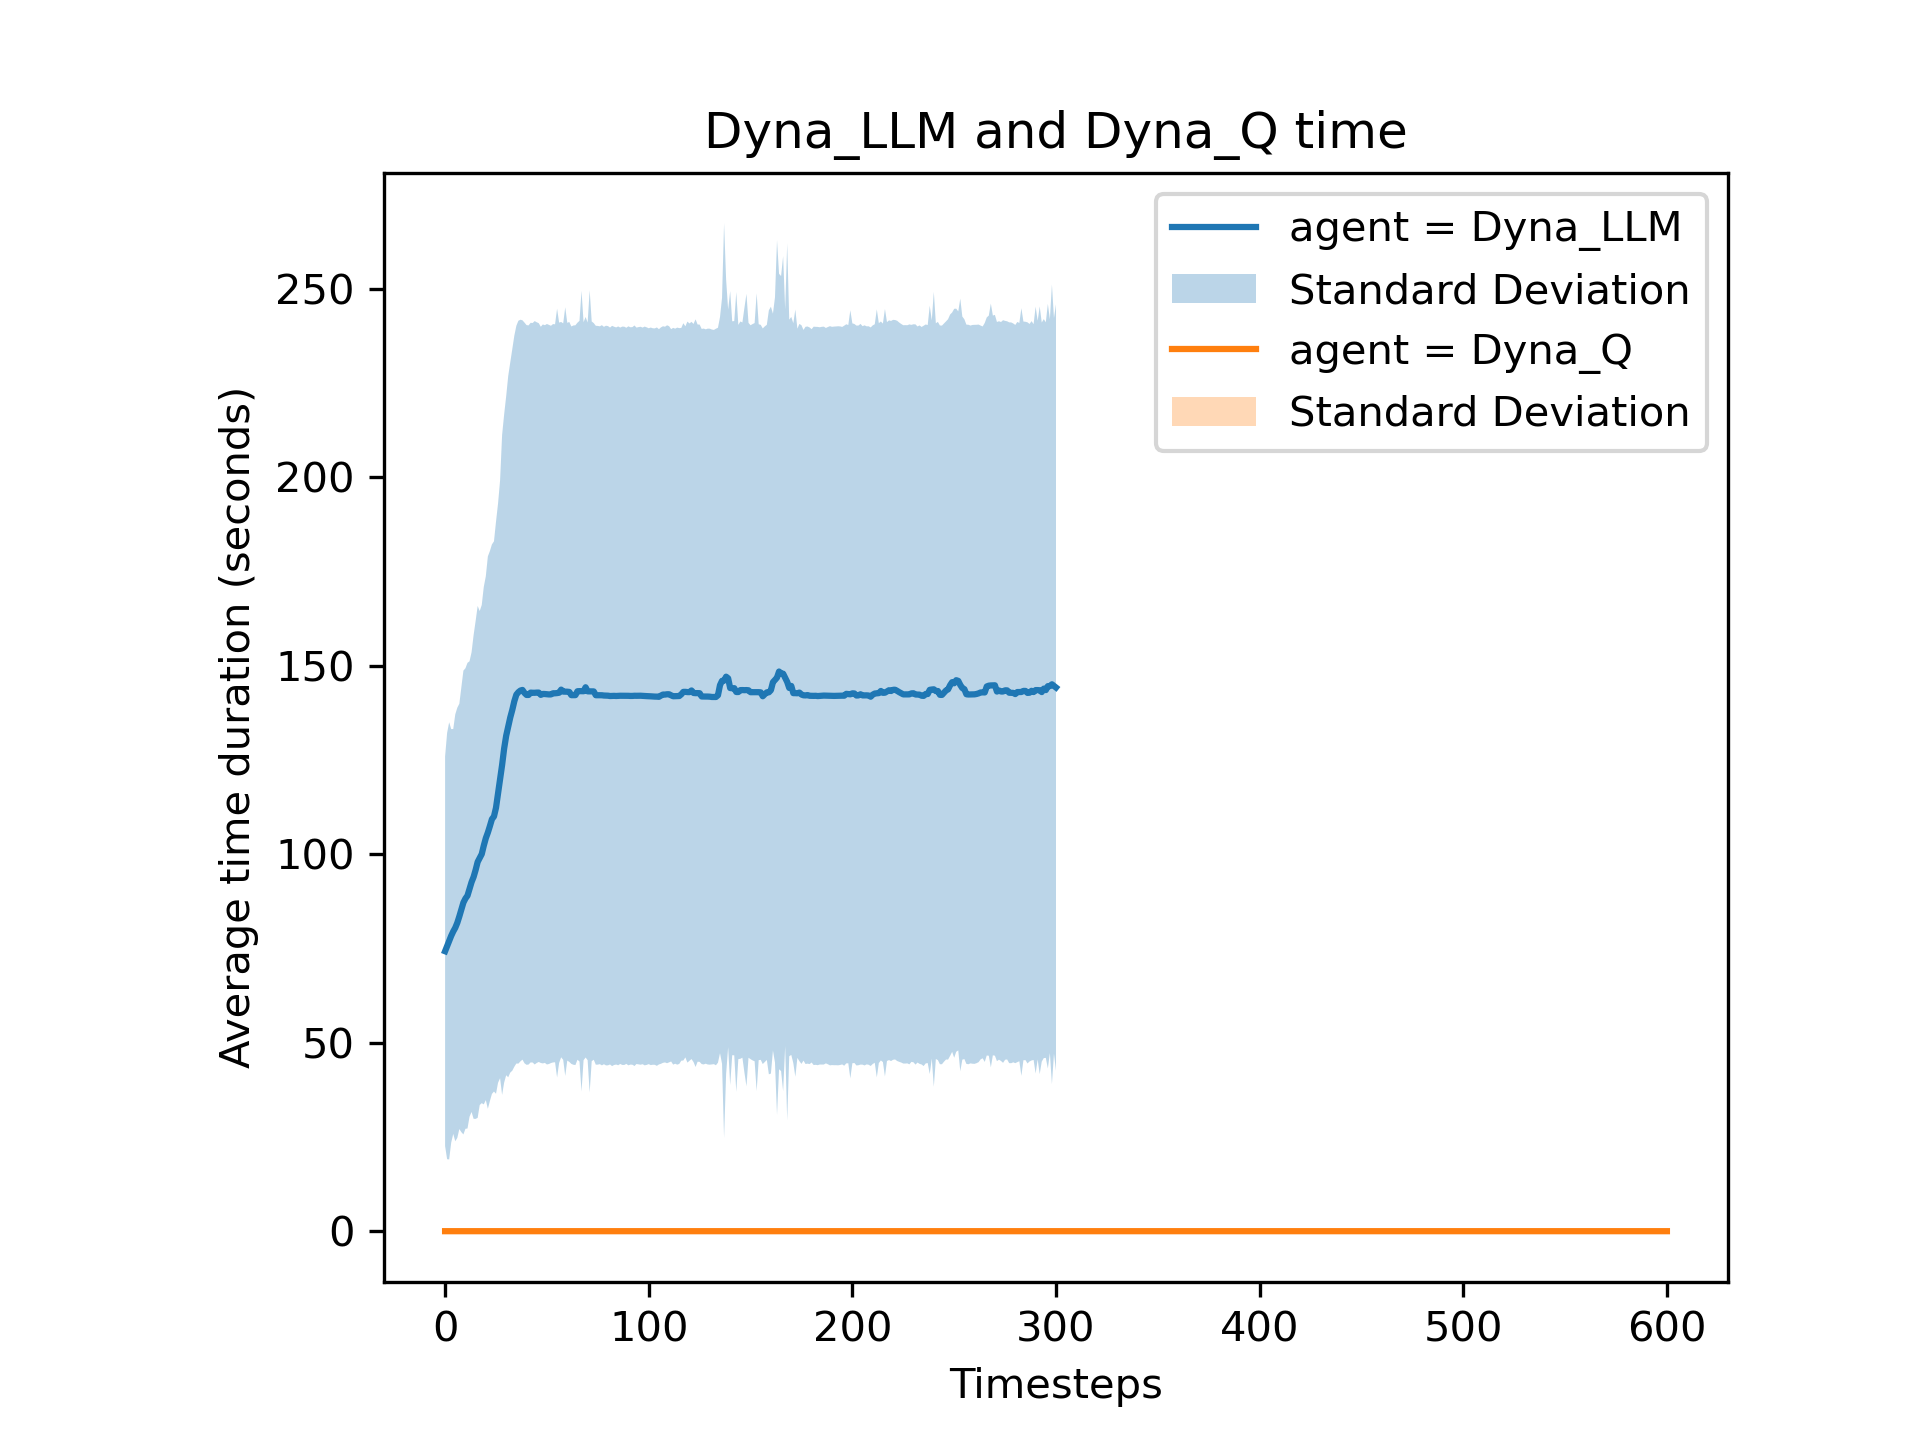 Dyna_LLM and Dyna_Q time
agent = Dyna_LLM
Standard Deviation
agent = Dyna_Q
Standard Deviation
Average time duration (seconds)
250
200
150
100
50
0
0 100 200 300 400 500 600
Timesteps